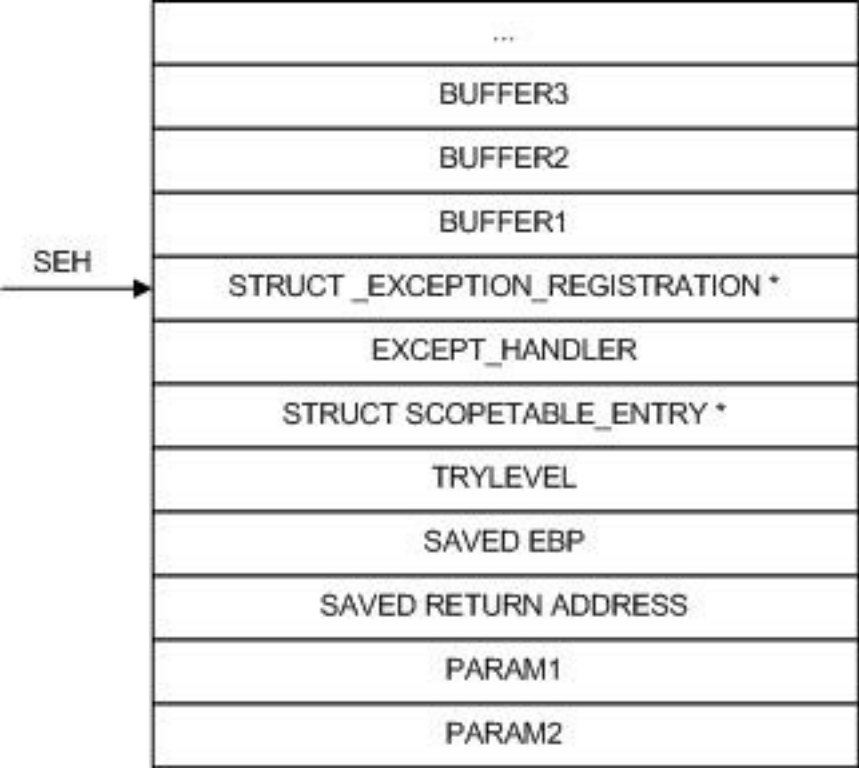 ...
BUFFER3
BUFFER2
BUFFER1
SEH
STRUCT _EXCEPTION_REGISTRATION *
EXCEPT_HANDLER
STRUCT SCOPETABLE_ENTRY *
TRYLEVEL
SAVED EBP
SAVED RETURN ADDRESS
PARAM1
PARAM2